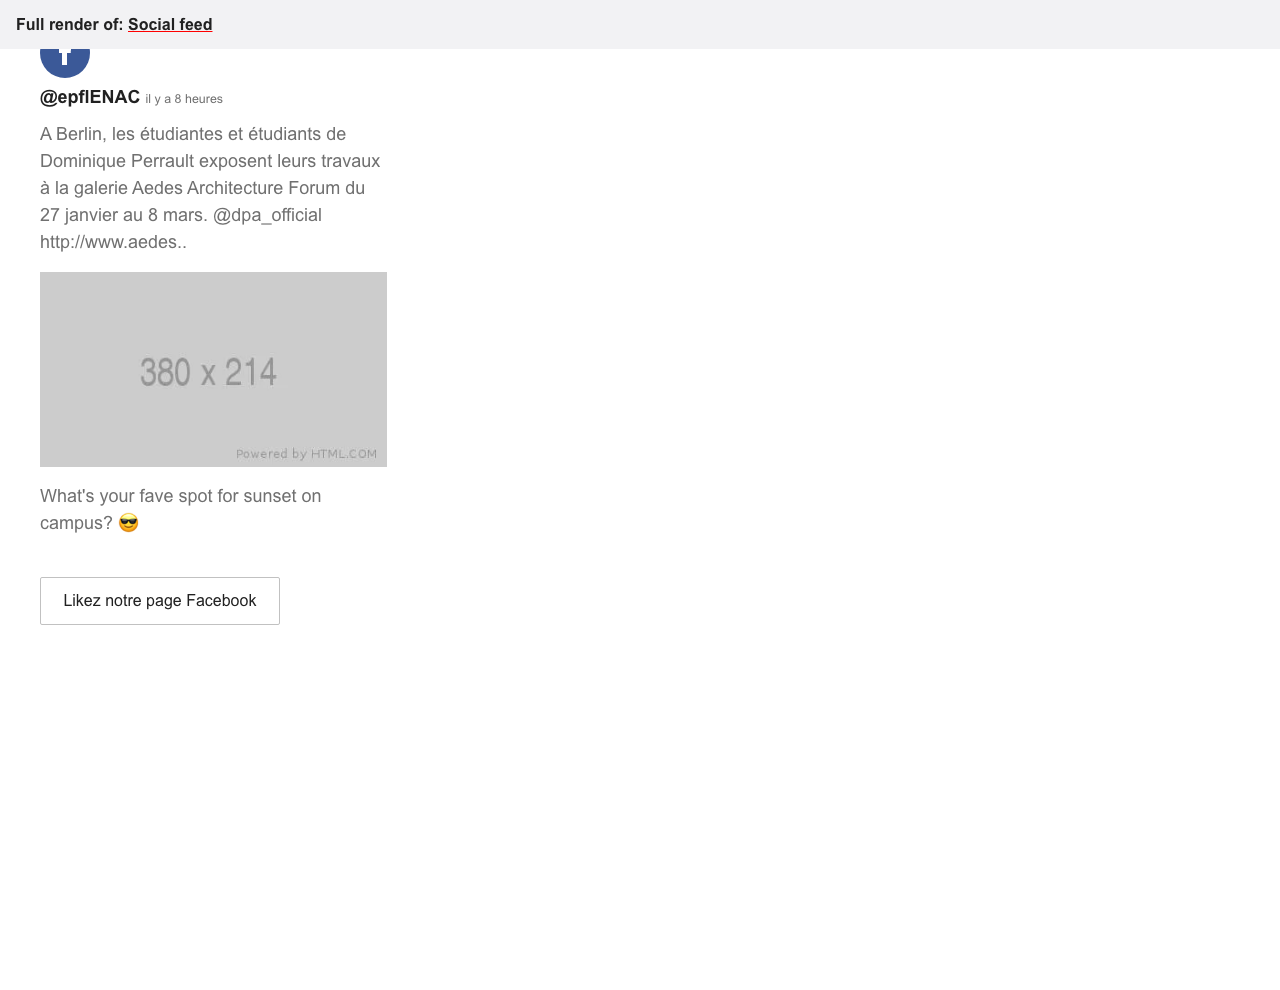 Full render of: Social feed
@epflENAC il y a 8 heures
A Berlin, les étudiantes et étudiants de
Dominique Perrault exposent leurs travaux
à la galerie Aedes Architecture Forum du
27 janvier au 8 mars. @dpa_official
http://www.aedes..
380 x 214
Powered by HTML.COM
What's your fave spot for sunset on
campus? 😎
Likez notre page Facebook